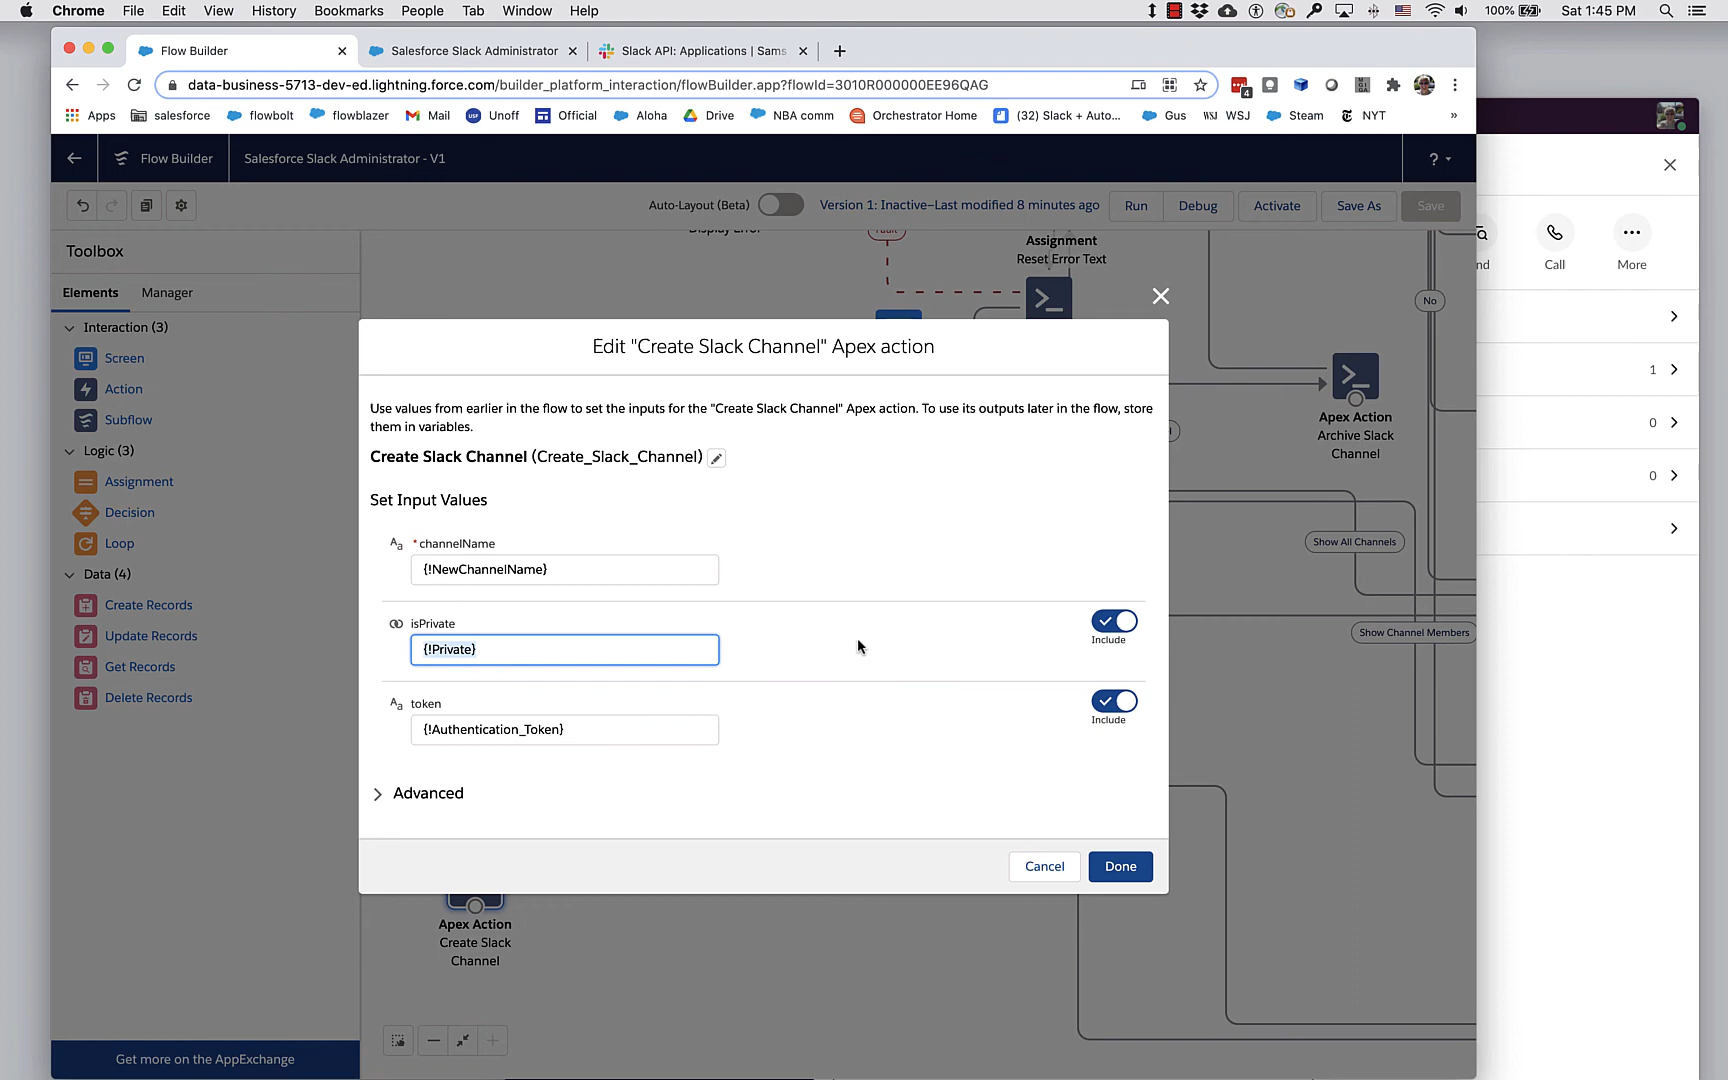 Chrome File Edit View History Bookmarks People Tab Window Help 100% Sat 1:45 PM
Flow Builder Salesforce Slack Administrator Slack API: Applications | Sams
data-business-5713-dev-ed.lightning.force.com/builder_platform_interaction/flowBuilder.app?flowId=3010R000000EE96QAG 4
Apps salesforce flowbolt flowblazer Mail Unoff Official Aloha Drive NBA comm Orchestrator Home (32) Slack + Auto... Gus WSJ WSJ Steam NYT »
Flow Builder Salesforce Slack Administrator - V1 ?
Auto-Layout (Beta) Version 1: Inactive–Last modified 8 minutes ago Run Debug Activate Save As Save
Toolbox
Elements Manager
Interaction (3)
Screen
Action
Subflow
Logic (3)
Assignment
Decision
Loop
Data (4)
Create Records
Update Records
Get Records
Delete Records
Get more on the AppExchange
Display Error
Fault
Assignment
Reset Error Text
No
Apex Action
Archive Slack
Channel
Show All Channels
Show Channel Members
Edit "Create Slack Channel" Apex action
Use values from earlier in the flow to set the inputs for the "Create Slack Channel" Apex action. To use its outputs later in the flow, store
them in variables.
Create Slack Channel (Create_Slack_Channel)
Set Input Values
Aa * channelName
{!NewChannelName}
isPrivate
{!Private}
Include
Aa token
{!Authentication_Token}
Include
Advanced
Cancel Done
Apex Action
Create Slack
Channel
nd Call More
1
0
0